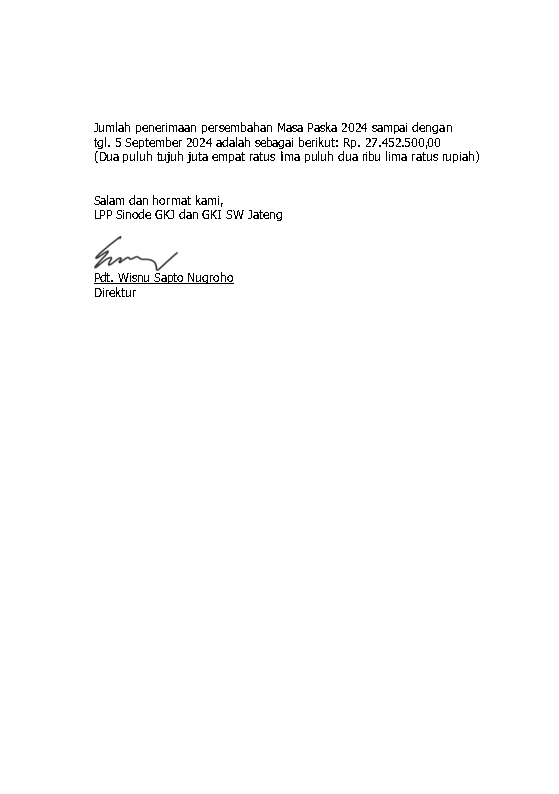 Jumlah penerimaan persembahan Masa Paska 2024 sampai dengan
tgl. 5 September 2024 adalah sebagai berikut: Rp. 27.452.500,00
(Dua puluh tujuh juta empat ratus lima puluh dua ribu lima ratus rupiah)
Salam dan hormat kami,
LPP Sinode GKJ dan GKI SW Jateng
Pdt. Wisnu Sapto Nugroho
Direktur